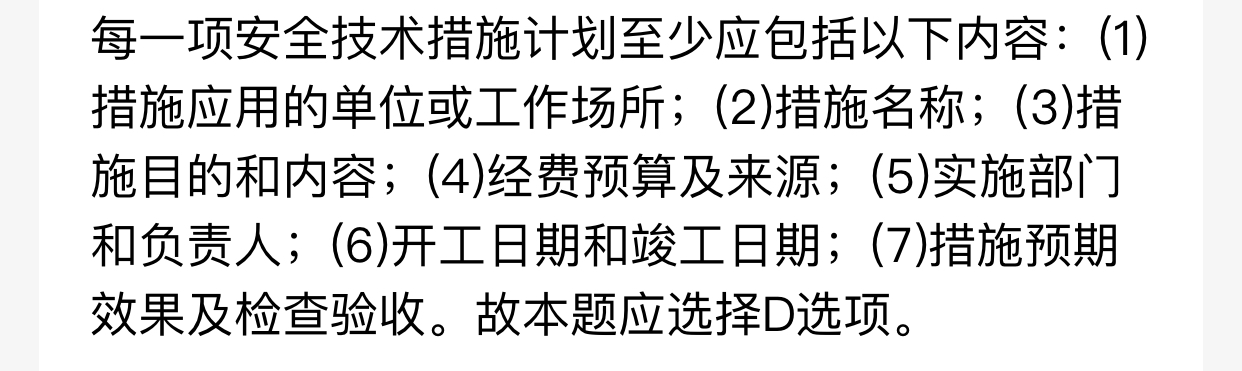 每一项安全技术措施计划至少应包括以下内容：(1)
措施应用的单位或工作场所；(2)措施名称；(3)措
施目的和内容；(4)经费预算及来源；(5)实施部门
和负责人；(6)开工日期和竣工日期；(7)措施预期
效果及检查验收。故本题应选择D选项。